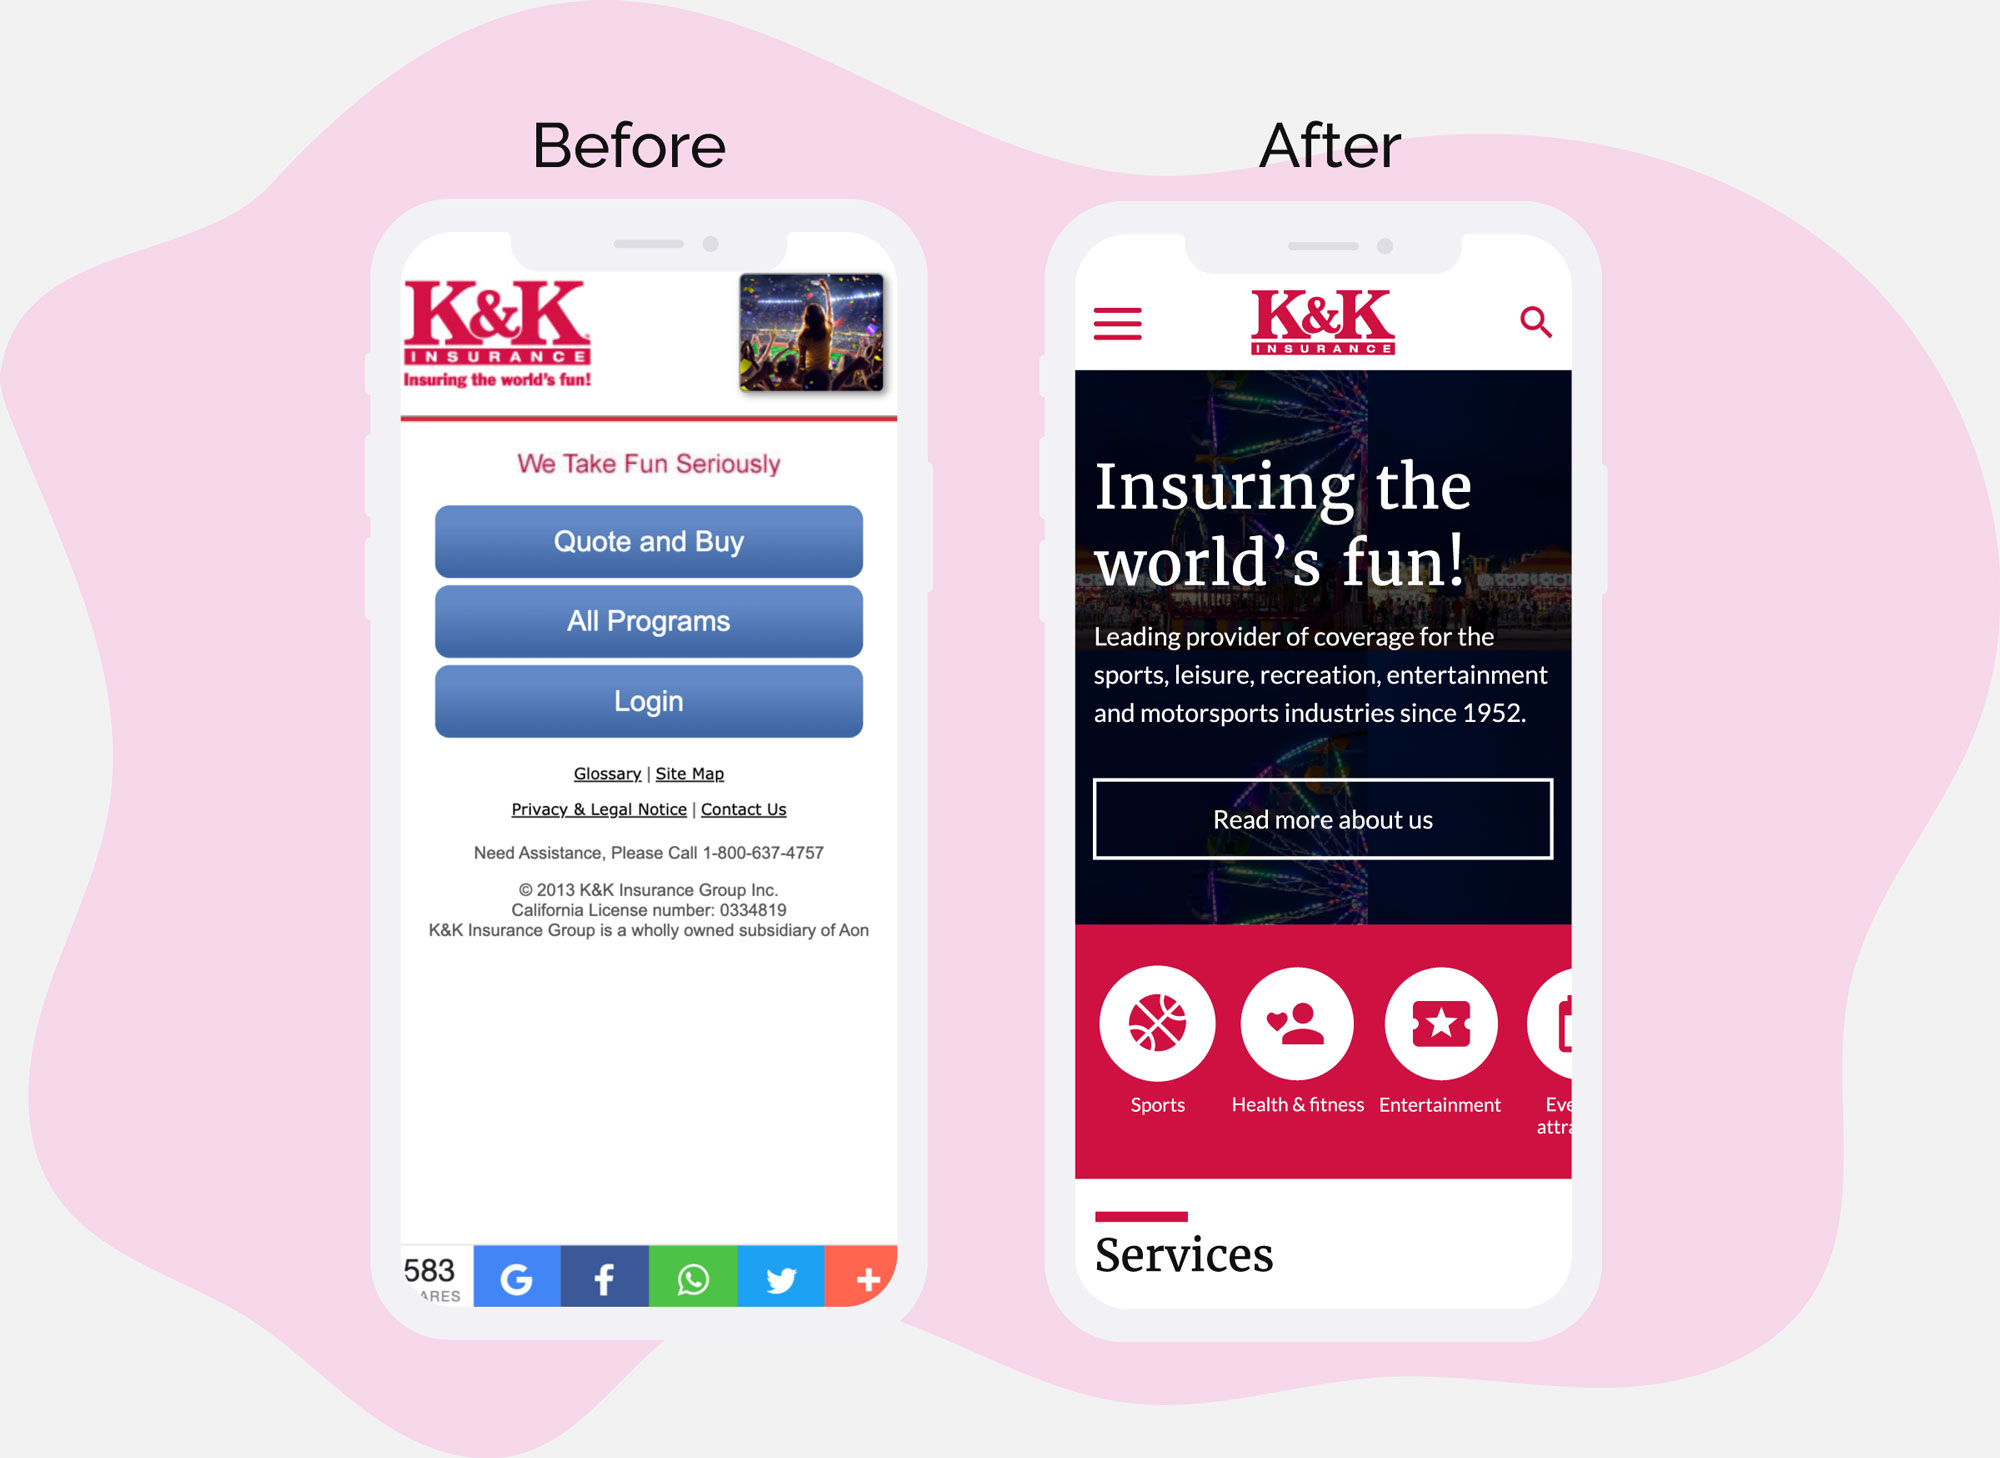 Before
After
K&K
INSURANCE
Insuring the world's fun!
We Take Fun Seriously
Quote and Buy
All Programs
Login
Glossary | Site Map
Privacy & Legal Notice | Contact Us
Need Assistance, Please Call 1-800-637-4757
© 2013 K&K Insurance Group Inc.
California License number: 0334819
K&K Insurance Group is a wholly owned subsidiary of Aon
583
ARES
K&K
INSURANCE
Insuring the
world’s fun!
Leading provider of coverage for the
sports, leisure, recreation, entertainment
and motorsports industries since 1952.
Read more about us
Sports
Health & fitness
Entertainment
Eve
attra
Services